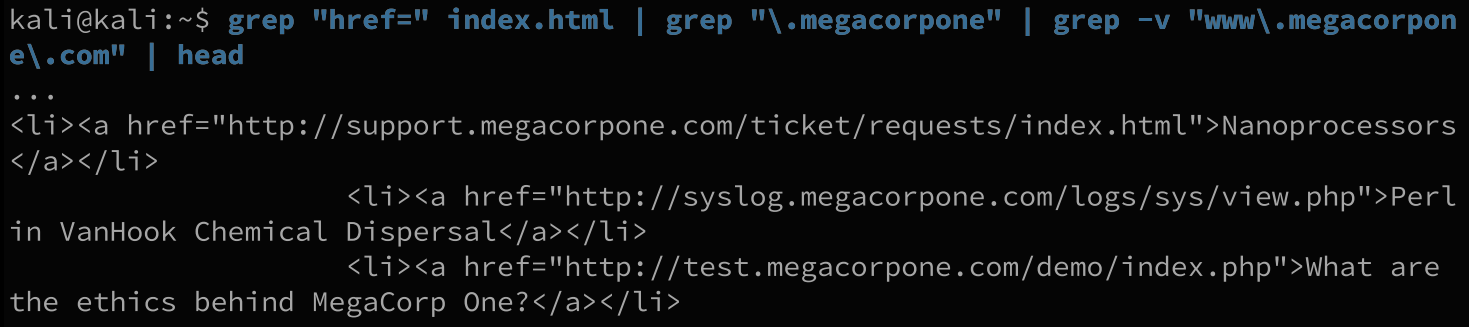 kali@kali:~$ grep "href=" index.html | grep "\.megacorpone" | grep -v "www\.megacorpon
e\.com" | head
...
<li><a href="http://support.megacorpone.com/ticket/requests/index.html">Nanoprocessors
</a></li>
                    <li><a href="http://syslog.megacorpone.com/logs/sys/view.php">Perl
in VanHook Chemical Dispersal</a></li>
                    <li><a href="http://test.megacorpone.com/demo/index.php">What are
the ethics behind MegaCorp One?</a></li>